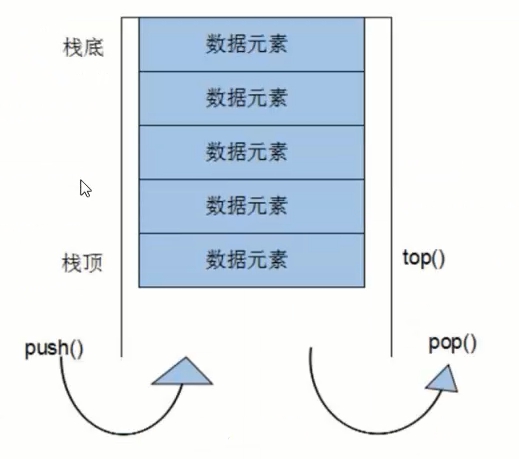 栈底
数据元素
数据元素
数据元素
数据元素
栈顶
数据元素
top()
push()
pop()